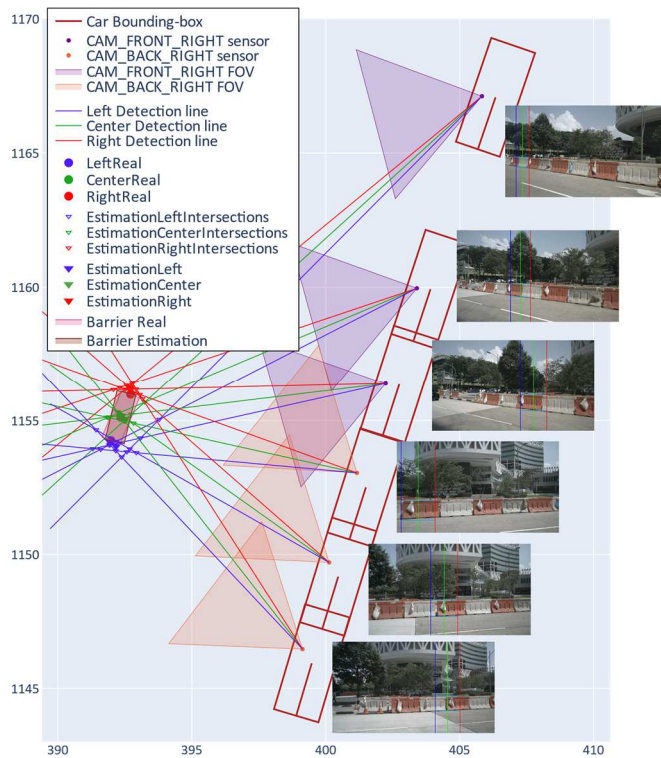 1170
1165
1160
1155
1150
1145
390
395
400
405
410
Car Bounding-box
CAM_FRONT_RIGHT sensor
CAM_BACK_RIGHT sensor
CAM_FRONT_RIGHT FOV
CAM_BACK_RIGHT FOV
Left Detection line
Center Detection line
Right Detection line
LeftReal
CenterReal
RightReal
EstimationLeftIntersections
EstimationCenterIntersections
EstimationRightIntersections
EstimationLeft
EstimationCenter
EstimationRight
Barrier Real
Barrier Estimation